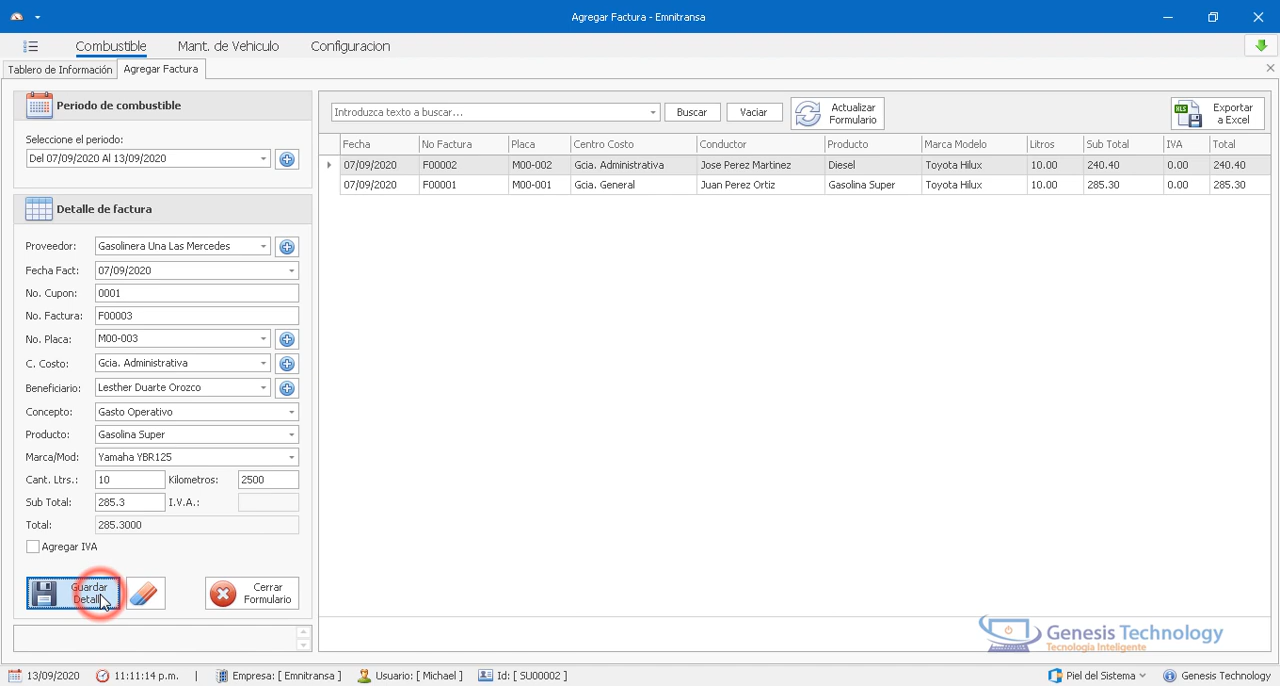 Agregar Factura - Emnitransa
Combustible Mant. de Vehiculo Configuracion
Tablero de Información Agregar Factura
Periodo de combustible
Seleccione el periodo:
Del 07/09/2020 Al 13/09/2020
Detalle de factura
Proveedor: Gasolinera Una Las Mercedes
Fecha Fact: 07/09/2020
No. Cupon: 0001
No. Factura: F00003
No. Placa: M00-003
C. Costo: Gcia. Administrativa
Beneficiario: Lesther Duarte Orozco
Concepto: Gasto Operativo
Producto: Gasolina Super
Marca/Mod: Yamaha YBR125
Cant. Ltrs.: 10 Kilometros: 2500
Sub Total: 285.3 I.V.A.:
Total: 285.3000
Agregar IVA
Guardar
Detall
Cerrar
Formulario
Introduzca texto a buscar... Buscar Vaciar
Actualizar
Formulario
XLS
Exportar
a Excel
Fecha No Factura Placa Centro Costo Conductor Producto Marca Modelo Litros Sub Total IVA Total
07/09/2020 F00002 M00-002 Gcia. Administrativa Jose Perez Martinez Diesel Toyota Hilux 10.00 240.40 0.00 240.40
07/09/2020 F00001 M00-001 Gcia. General Juan Perez Ortiz Gasolina Super Toyota Hilux 10.00 285.30 0.00 285.30
Genesis Technology
Tecnología Inteligente
13/09/2020 11:11:14 p.m. | Empresa: [ Emnitransa ] Usuario: [ Michael ] Id: [ SU00002 ] Piel del Sistema Genesis Technology